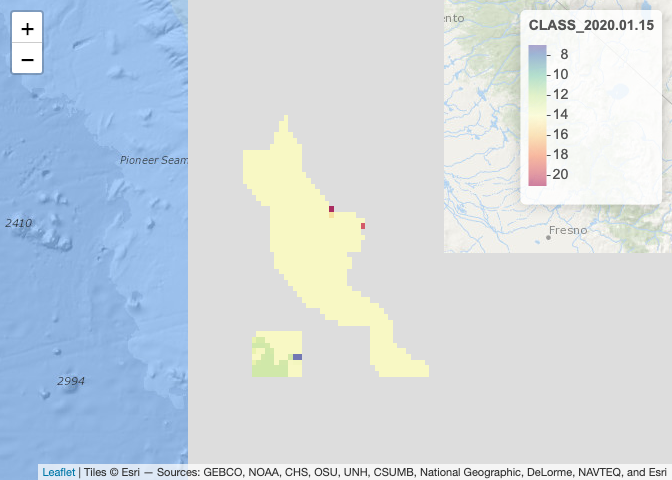 +
−
Pioneer Seam
2410
2994
ento
Fresno
CLASS_2020.01.15
8
10
12
14
16
18
20
Leaflet | Tiles © Esri — Sources: GEBCO, NOAA, CHS, OSU, UNH, CSUMB, National Geographic, DeLorme, NAVTEQ, and Esri